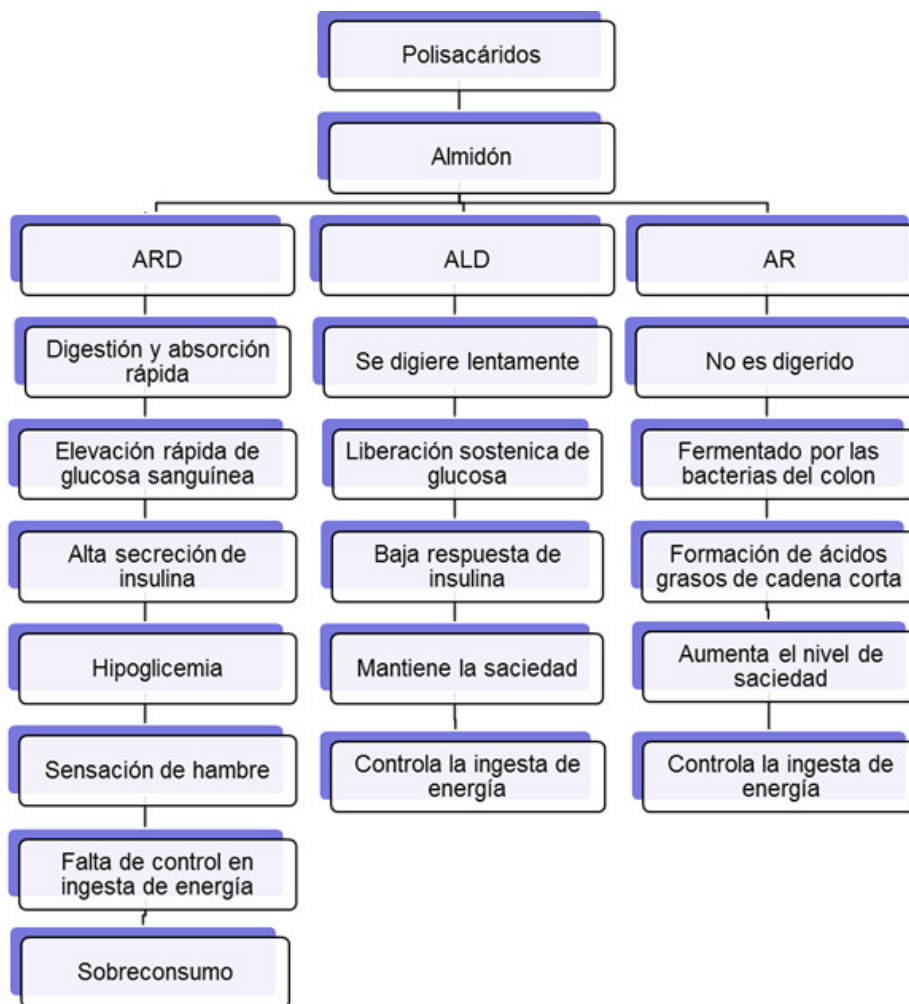 Polisacáridos
Almidón
ARD
ALD
AR
Digestión y absorción
rápida
Se digiere lentamente
No es digerido
Elevación rápida de
glucosa sanguínea
Liberación sostenica de
glucosa
Fermentado por las
bacterias del colon
Alta secreción de
insulina
Baja respuesta de
insulina
Formación de ácidos
grasos de cadena corta
Hipoglicemia
Mantiene la saciedad
Aumenta el nivel de
saciedad
Sensación de hambre
Controla la ingesta de
energía
Controla la ingesta de
energía
Falta de control en
ingesta de energía
Sobreconsumo